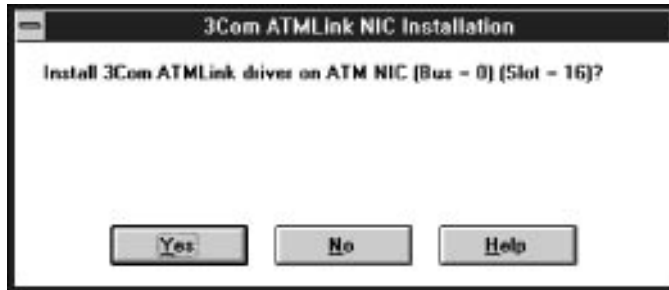 3Com ATMLink NIC Installation
Install 3Com ATMLink driver on ATM NIC (Bus = 0) (Slot = 16)?
Yes
No
Help